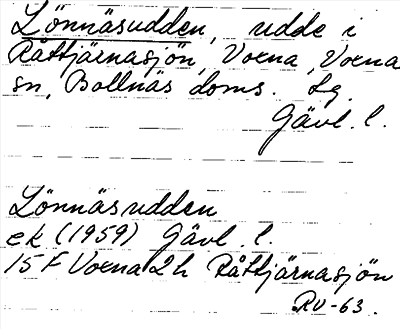 Lönnäsudden, udde i
Råttjärnasjön, Voxna, Voxna
sn, Bollnäs doms. Lg.
Gävl. l.
Lönnäsudden
ek (1959) Gävl. l.
15 F Voxna 2 h Råttjärnasjön
RV-63.